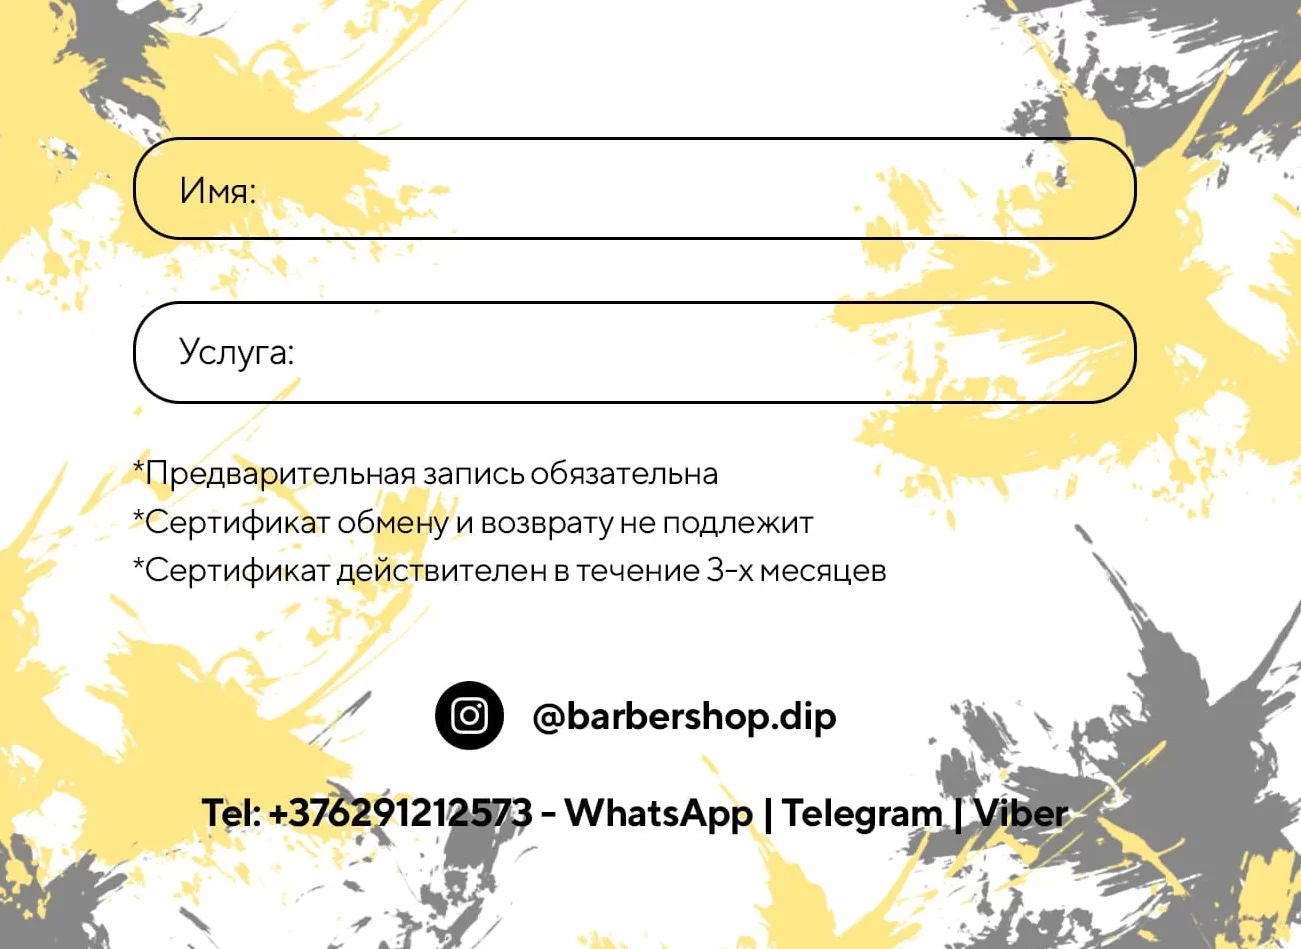 Имя:
Услуга:
*Предварительная запись обязательна
*Сертификат обмену и возврату не подлежит
*Сертификат действителен в течение 3-х месяцев
@barbershop.dip
Tel: +376291212573 - WhatsApp | Telegram | Viber